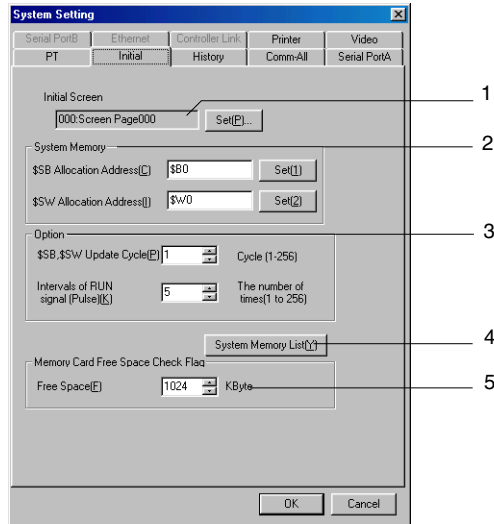 System Setting
Serial PortB Ethernet Controller Link Printer Video
PT Initial History Comm-All Serial PortA
Initial Screen
000:Screen Page000 Set(P)... 1
System Memory 2
$SB Allocation Address(C) $B0 Set(1)
$SW Allocation Address(I) $W0 Set(2)
Option 3
$SB,$SW Update Cycle(P) 1 Cycle (1-256)
Intervals of RUN signal (Pulse)(K) 5 The number of times(1 to 256)
System Memory List(Y) 4
Memory Card Free Space Check Flag
Free Space(F) 1024 KByte 5
OK Cancel